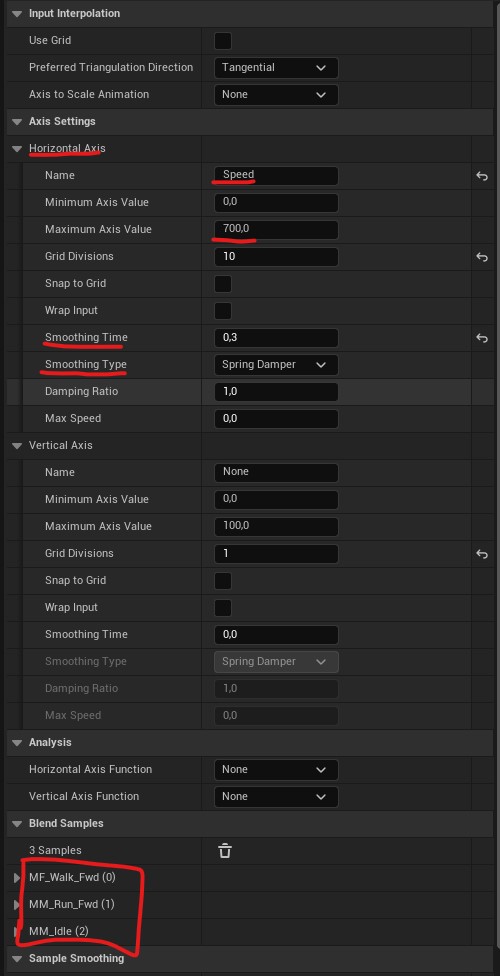 Input Interpolation
Use Grid
Preferred Triangulation Direction Tangential
Axis to Scale Animation None
Axis Settings
Horizontal Axis
Name Speed
Minimum Axis Value 0,0
Maximum Axis Value 700,0
Grid Divisions 10
Snap to Grid
Wrap Input
Smoothing Time 0,3
Smoothing Type Spring Damper
Damping Ratio 1,0
Max Speed 0,0
Vertical Axis
Name None
Minimum Axis Value 0,0
Maximum Axis Value 100,0
Grid Divisions 1
Snap to Grid
Wrap Input
Smoothing Time 0,0
Smoothing Type Spring Damper
Damping Ratio 1,0
Max Speed 0,0
Analysis
Horizontal Axis Function None
Vertical Axis Function None
Blend Samples
3 Samples
MF_Walk_Fwd (0)
MM_Run_Fwd (1)
MM_Idle (2)
Sample Smoothing